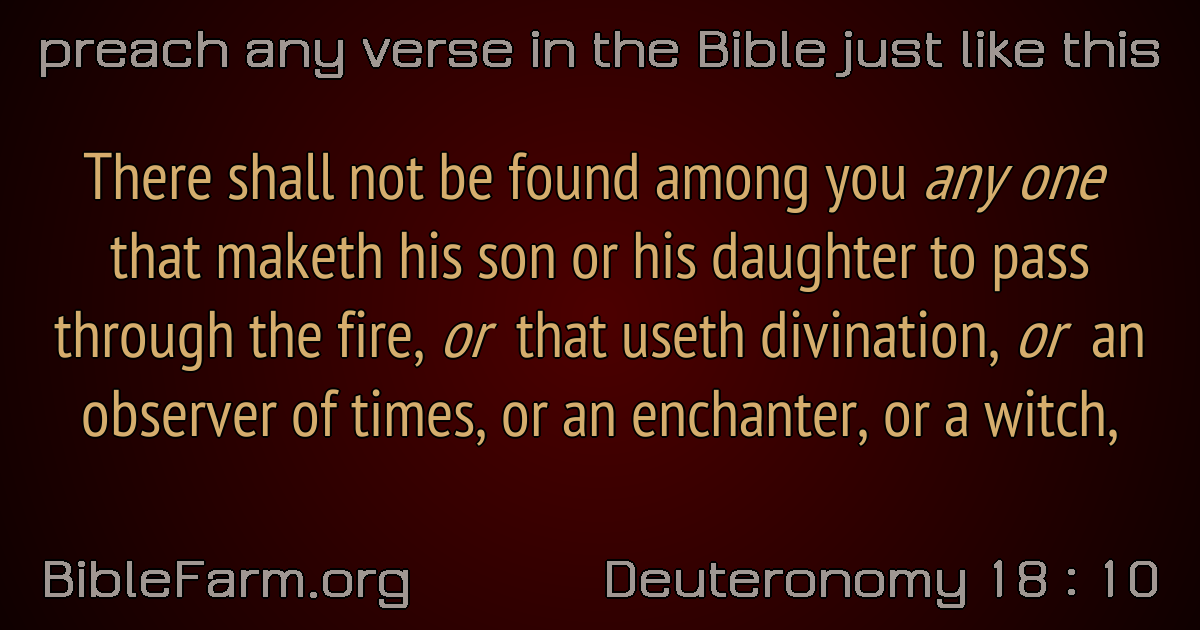 preach any verse in the Bible just like this
There shall not be found among you any one
that maketh his son or his daughter to pass
through the fire, or that useth divination, or an
observer of times, or an enchanter, or a witch,
BibleFarm.org
Deuteronomy 18 : 10